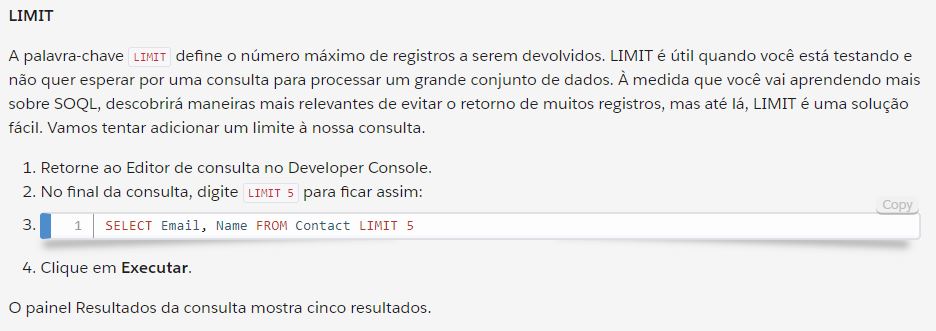 LIMIT
A palavra-chave LIMIT define o número máximo de registros a serem devolvidos. LIMIT é útil quando você está testando e
não quer esperar por uma consulta para processar um grande conjunto de dados. À medida que você vai aprendendo mais
sobre SOQL, descobrirá maneiras mais relevantes de evitar o retorno de muitos registros, mas até lá, LIMIT é uma solução
fácil. Vamos tentar adicionar um limite à nossa consulta.
1. Retorne ao Editor de consulta no Developer Console.
2. No final da consulta, digite LIMIT 5 para ficar assim:
Copy
3. 1 SELECT Email, Name FROM Contact LIMIT 5
4. Clique em Executar.
O painel Resultados da consulta mostra cinco resultados.